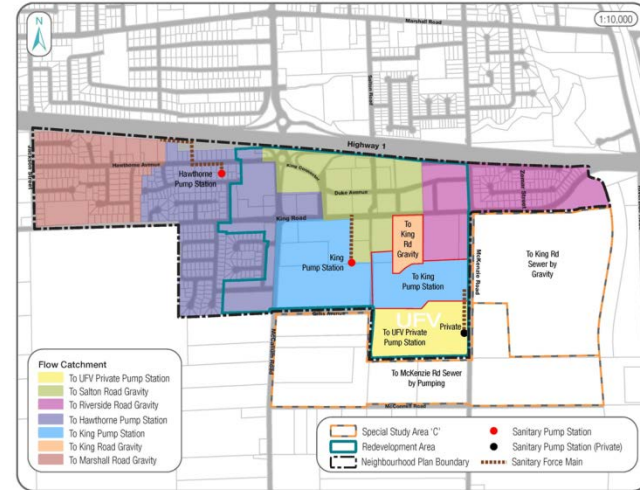 N
1:10,000
Marshall Road
Salton Road
Highway 1
Jackson Street
Hawthorne Avenue
Hawthorne
Pump Station
King Connector
Duke Avenue
King Road
King
Pump Station
To
King
Rd
Gravity
To King
Pump Station
McKenzie Road
To King Rd
Sewer by
Gravity
UFV
To UFV Private
Pump Station
Private
To McKenzie Rd Sewer
by Pumping
McCallum Road
McConnell Road
Flow Catchment
To UFV Private Pump Station
To Salton Road Gravity
To Riverside Road Gravity
To Hawthorne Pump Station
To King Pump Station
To King Road Gravity
To Marshall Road Gravity
Special Study Area ‘C’
Redevelopment Area
Neighbourhood Plan Boundary
Sanitary Pump Station
Sanitary Pump Station (Private)
Sanitary Force Main